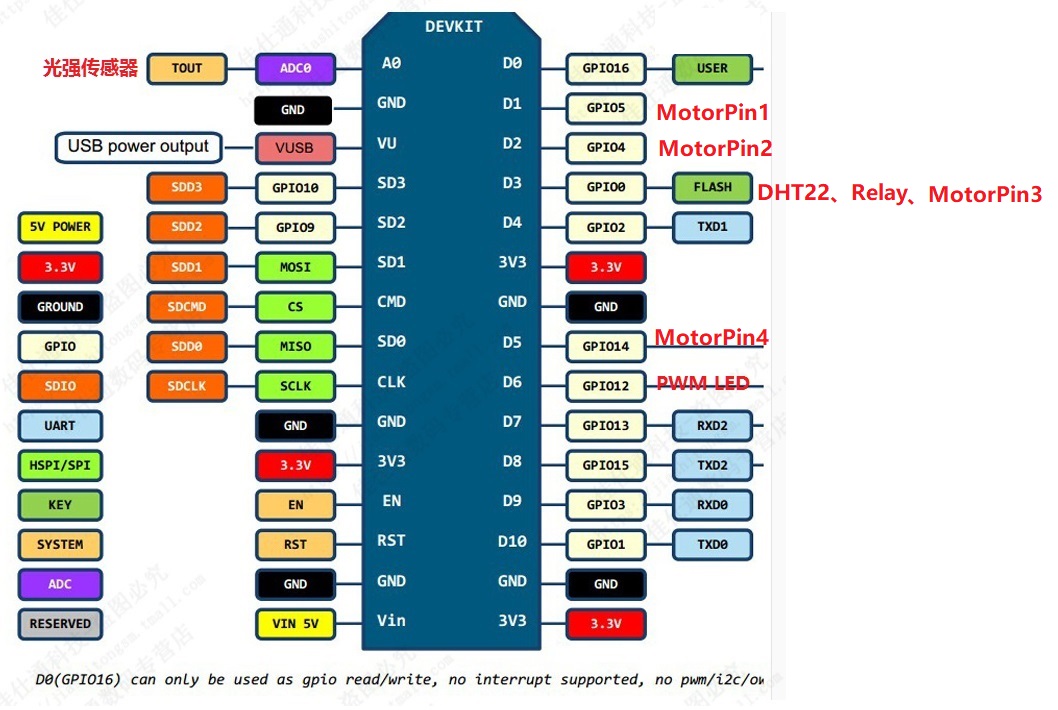 DEVKIT
光强传感器 TOUT ADC0 A0 D0 GPIO16 USER
GND GND D1 GPIO5 MotorPin1
USB power output VUSB VU D2 GPIO4 MotorPin2
SDD3 GPIO10 SD3 D3 GPIO0 FLASH DHT22、Relay、MotorPin3
5V POWER SDD2 GPIO9 SD2 D4 GPIO2 TXD1
3.3V SDD1 MOSI SD1 3V3 3.3V
GROUND SDCMD CS CMD GND GND
GPIO SDD0 MISO SD0 D5 GPIO14 MotorPin4
SDIO SDCLK SCLK CLK D6 GPIO12 PWM LED
UART GND GND D7 GPIO13 RXD2
HSPI/SPI 3.3V 3V3 D8 GPIO15 TXD2
KEY EN EN D9 GPIO3 RXD0
SYSTEM RST RST D10 GPIO1 TXD0
ADC GND GND GND GND
RESERVED VIN 5V Vin 3V3 3.3V
D0(GPIO16) can only be used as gpio read/write, no interrupt supported, no pwm/i2c/ow